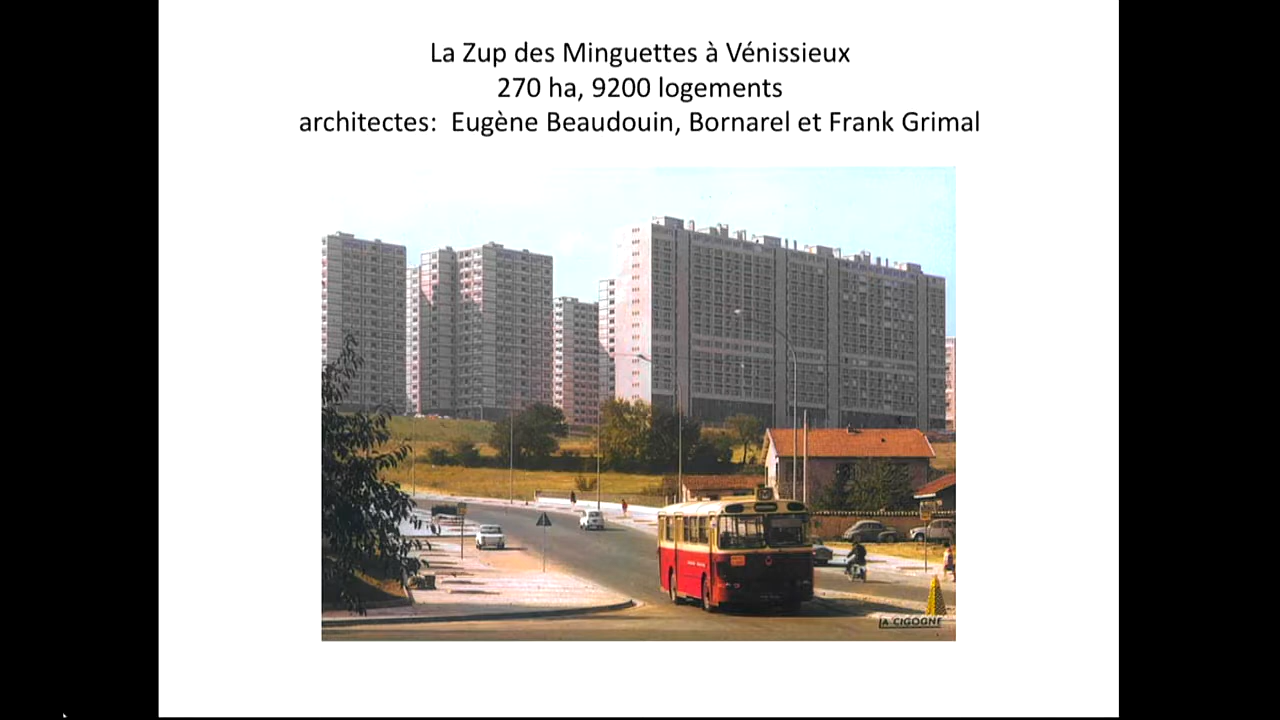 La Zup des Minguettes à Vénissieux
270 ha, 9200 logements
architectes:  Eugène Beaudouin, Bornarel et Frank Grimal
LA CIGOGNE